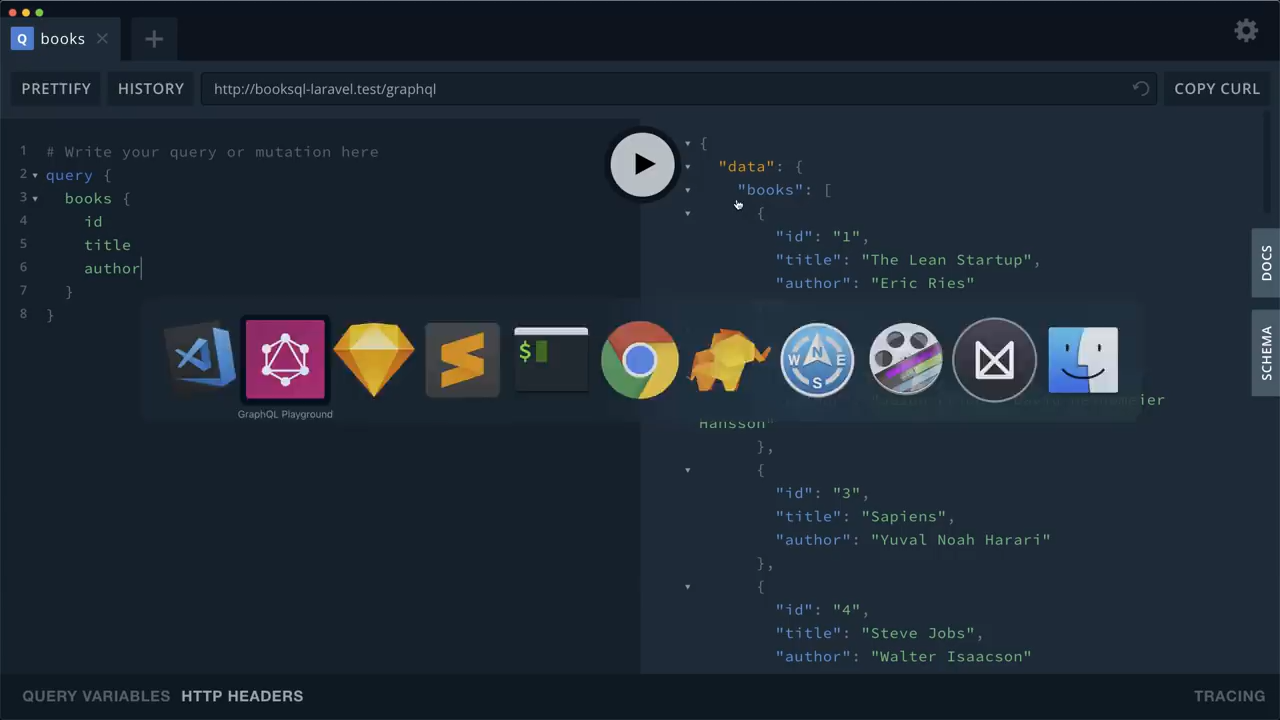 Q books
PRETTIFY HISTORY http://booksql-laravel.test/graphql COPY CURL
1 # Write your query or mutation here
2 query {
3 books {
4 id
5 title
6 author
7 }
8 }
{
"data": {
"books": [
{
"id": "1",
"title": "The Lean Startup",
"author": "Eric Ries"
Hansson"
},
{
"id": "3",
"title": "Sapiens",
"author": "Yuval Noah Harari"
},
{
"id": "4",
"title": "Steve Jobs",
"author": "Walter Isaacson"
$
N
W E
S
GraphQL Playground
DOCS
SCHEMA
QUERY VARIABLES HTTP HEADERS TRACING